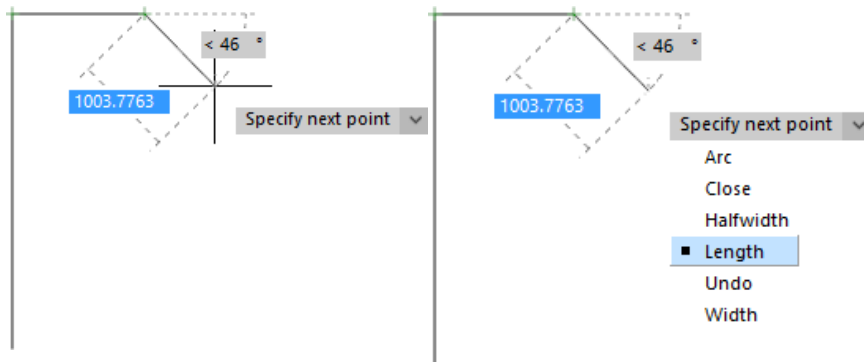 < 46 °
1003.7763
Specify next point
< 46 °
1003.7763
Specify next point
Arc
Close
Halfwidth
Length
Undo
Width